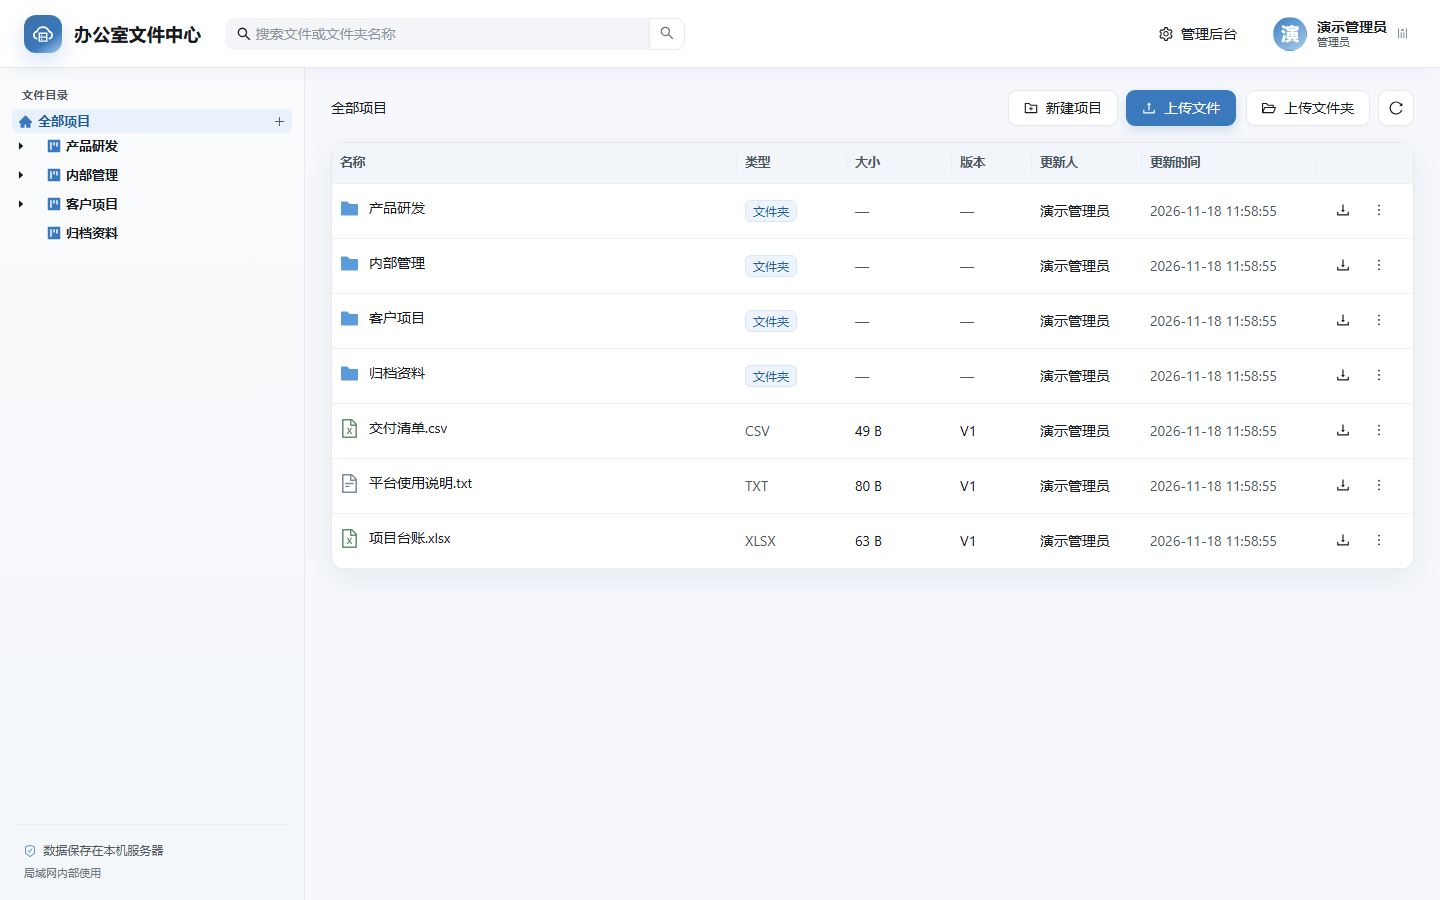 办公室文件中心
搜索文件或文件夹名称
管理后台
演
演示管理员
管理员
文件目录
全部项目
产品研发
内部管理
客户项目
归档资料
数据保存在本机服务器
局域网内部使用
全部项目
新建项目
上传文件
上传文件夹
名称 类型 大小 版本 更新人 更新时间
产品研发 文件夹 — — 演示管理员 2026-11-18 11:58:55
内部管理 文件夹 — — 演示管理员 2026-11-18 11:58:55
客户项目 文件夹 — — 演示管理员 2026-11-18 11:58:55
归档资料 文件夹 — — 演示管理员 2026-11-18 11:58:55
交付清单.csv CSV 49 B V1 演示管理员 2026-11-18 11:58:55
平台使用说明.txt TXT 80 B V1 演示管理员 2026-11-18 11:58:55
项目台账.xlsx XLSX 63 B V1 演示管理员 2026-11-18 11:58:55